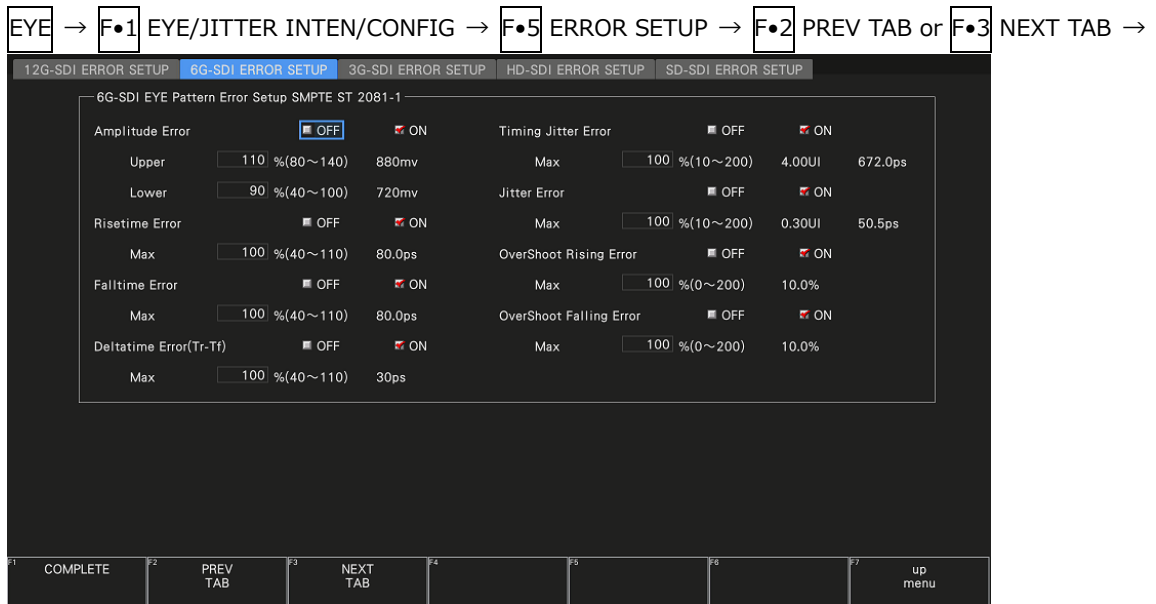 EYE → F•1 EYE/JITTER INTEN/CONFIG → F•5 ERROR SETUP → F•2 PREV TAB or F•3 NEXT TAB →
12G-SDI ERROR SETUP 6G-SDI ERROR SETUP 3G-SDI ERROR SETUP HD-SDI ERROR SETUP SD-SDI ERROR SETUP
6G-SDI EYE Pattern Error Setup SMPTE ST 2081-1
Amplitude Error OFF ON Timing Jitter Error OFF ON
Upper 110 %(80～140) 880mv Max 100 %(10～200) 4.00UI 672.0ps
Lower 90 %(40～100) 720mv Jitter Error OFF ON
Risetime Error OFF ON Max 100 %(10～200) 0.30UI 50.5ps
Max 100 %(40～110) 80.0ps OverShoot Rising Error OFF ON
Falltime Error OFF ON Max 100 %(0～200) 10.0%
Max 100 %(40～110) 80.0ps OverShoot Falling Error OFF ON
Deltatime Error(Tr-Tf) OFF ON Max 100 %(0～200) 10.0%
Max 100 %(40～110) 30ps
F1 COMPLETE F2 PREV TAB F3 NEXT TAB F4 F5 F6 F7 up menu